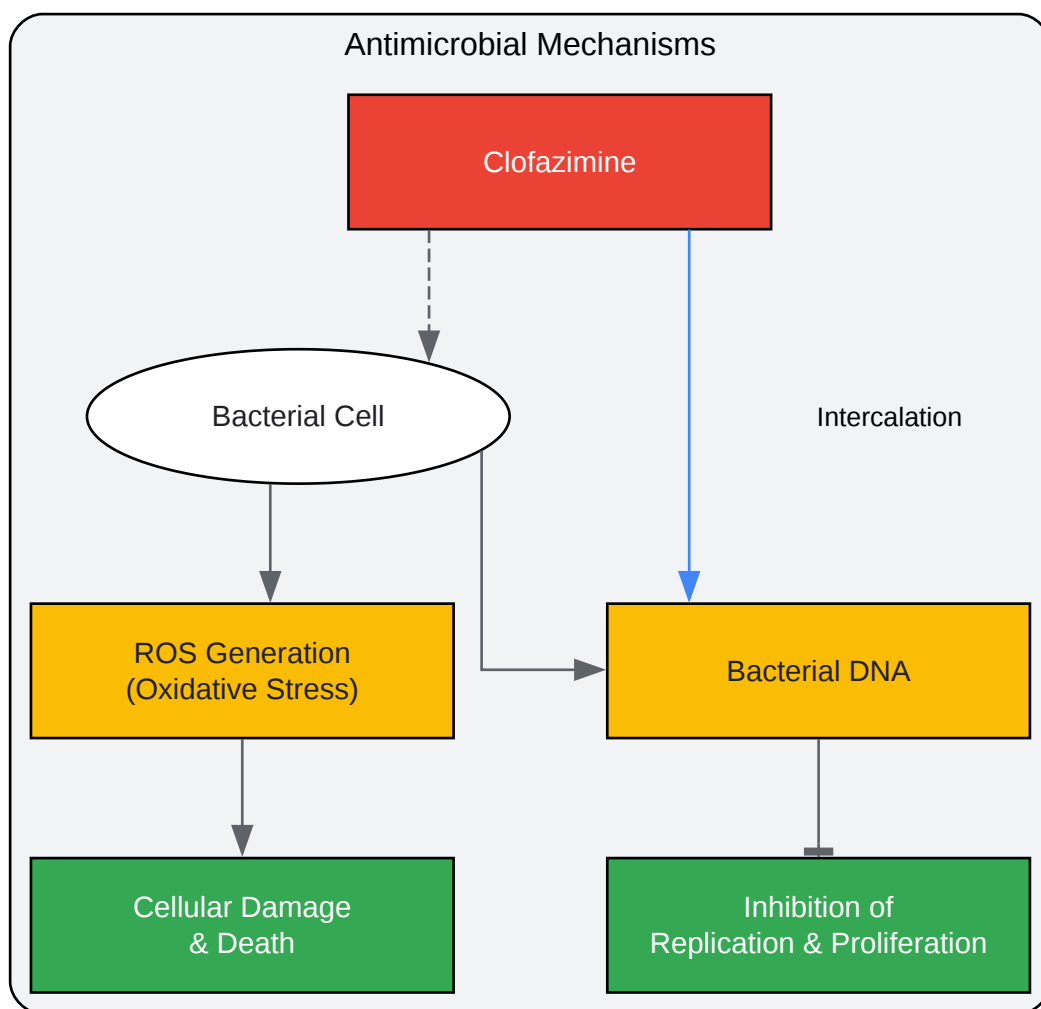 Antimicrobial Mechanisms
Clofazimine
Bacterial Cell
Intercalation
ROS Generation
(Oxidative Stress)
Bacterial DNA
Cellular Damage
& Death
Inhibition of
Replication & Proliferation